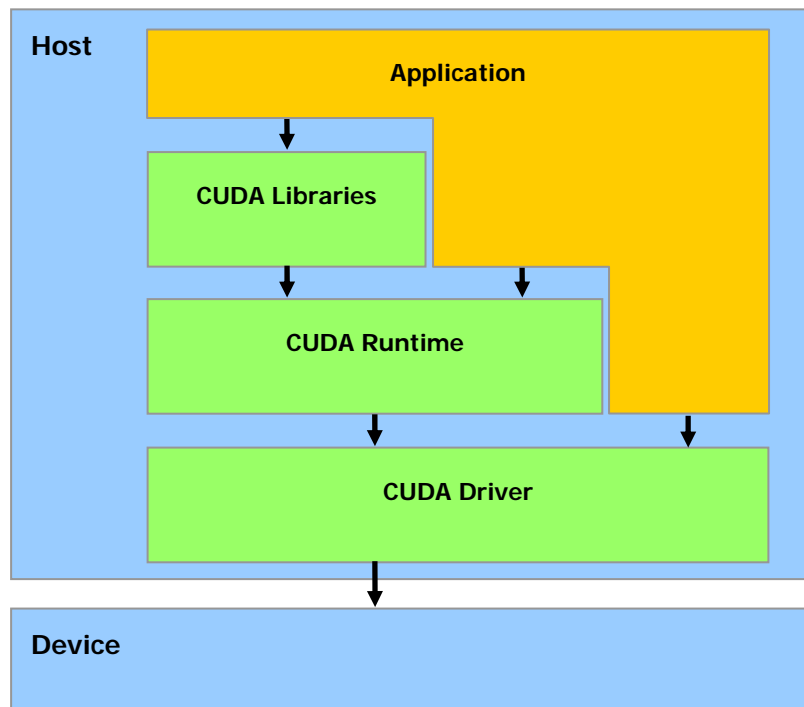 Host
Application
CUDA Libraries
CUDA Runtime
CUDA Driver
Device